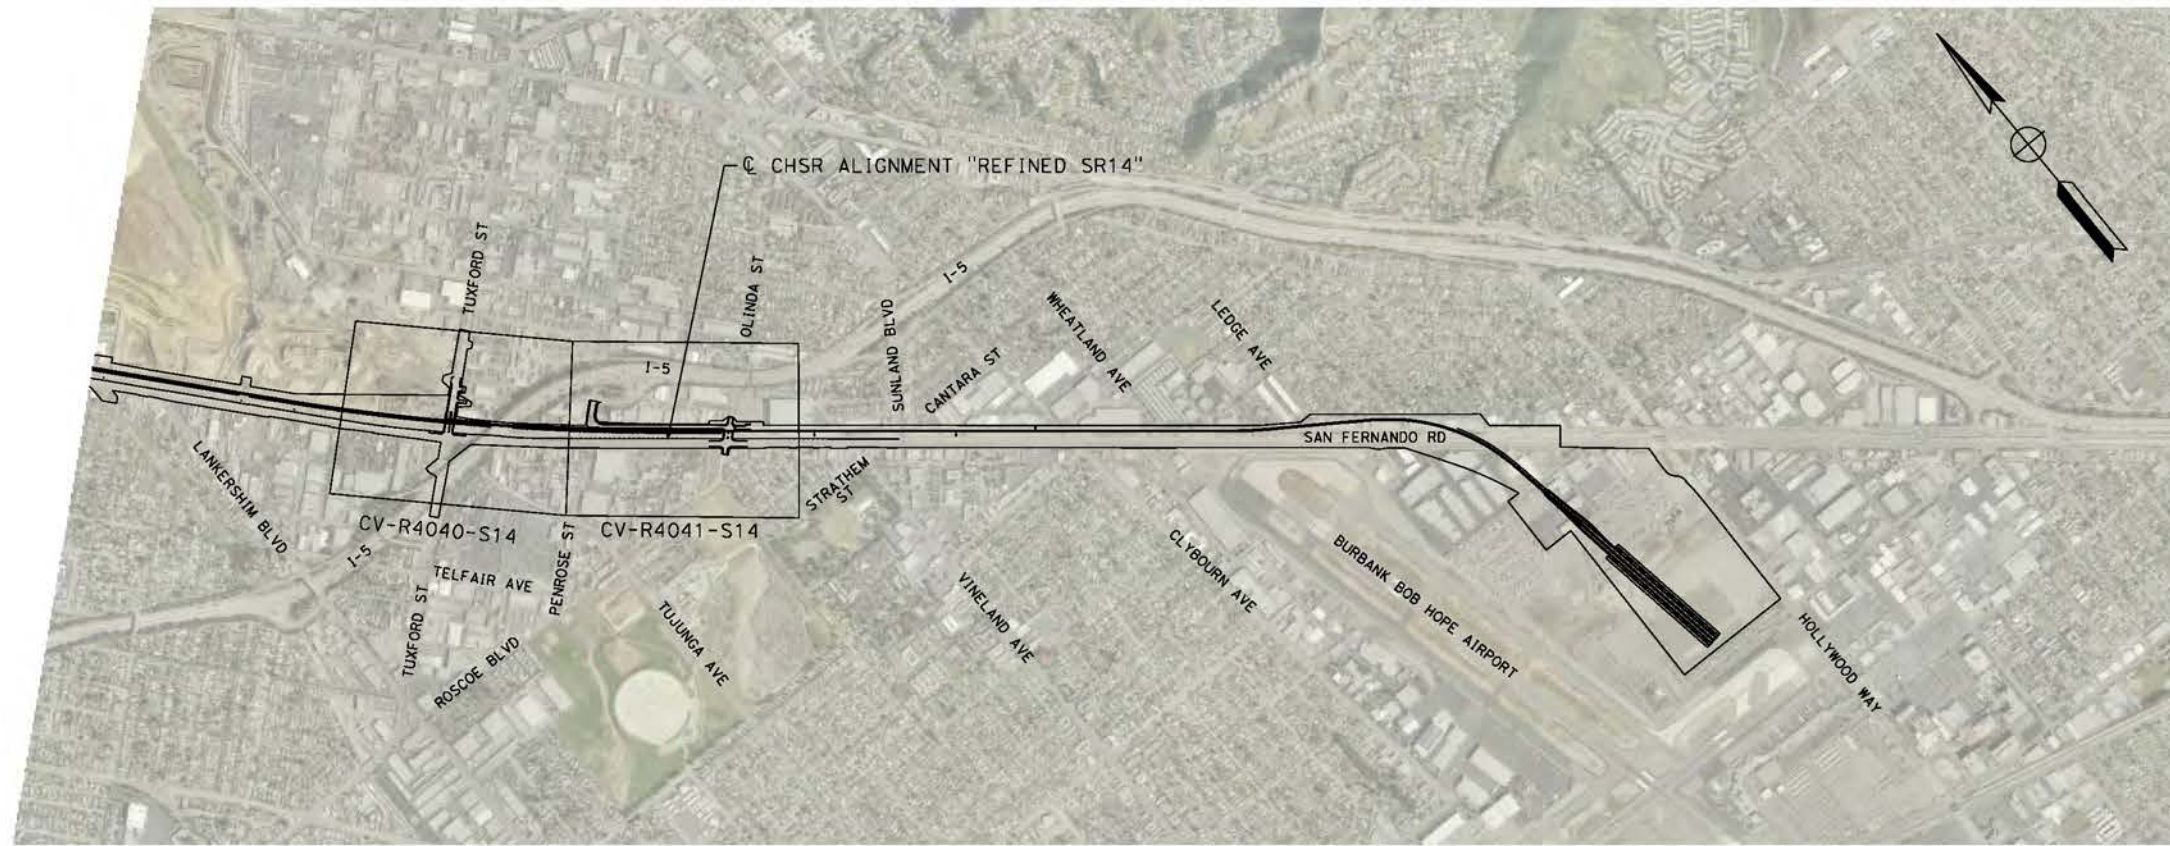 ℄ CHSR ALIGNMENT "REFINED SR14"
TUXFORD ST
OLINDA ST
I-5
SUNLAND BLVD
WHEATLAND AVE
LEDGE AVE
CANTARA ST
I-5
SAN FERNANDO RD
LANKERSHIM BLVD
STRATHEM
ST
CV-R4040-S14
CV-R4041-S14
I-5
TELFAIR AVE
PENROSE ST
TUXFORD ST
ROSCOE BLVD
TUJUNGA AVE
VINELAND AVE
CLYBOURN AVE
BURBANK BOB HOPE AIRPORT
HOLLYWOOD WAY